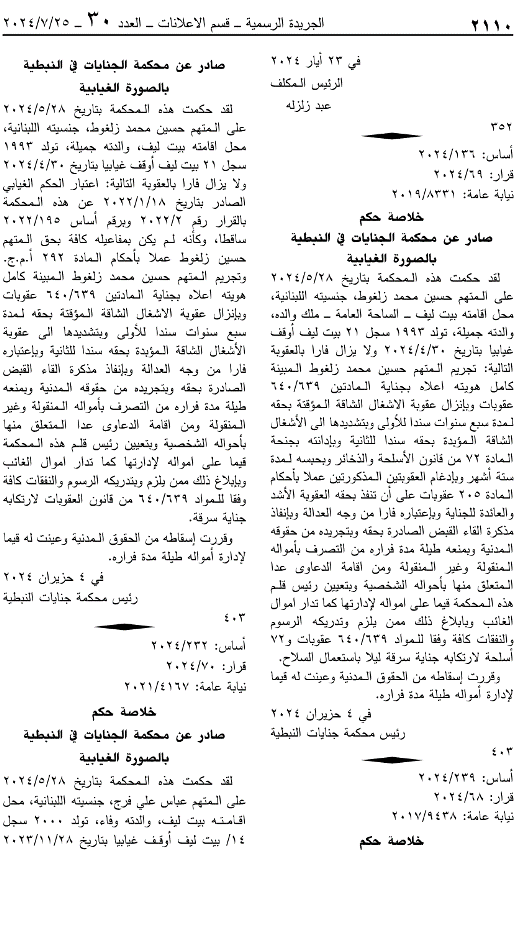 ٢١١٠
الجريدة الرسمية ــ قسم الاعلانات ــ العدد ٣٠ ــ ٢٠٢٤/٧/٢٥
في ٢٣ أيار ٢٠٢٤
الرئيس المكلف
عبد زلزله
٣٥٢
أساس: ٢٠٢٤/١٣٦
قرار: ٢٠٢٤/٦٩
نيابة عامة: ٢٠١٩/٨٣٣١
خلاصة حكم
صادر عن محكمة الجنايات في النبطية
بالصورة الغيابية
لقد حكمت هذه المحكمة بتاريخ ٢٠٢٤/٥/٢٨
على المتهم حسين محمد زلغوط، جنسيته اللبنانية،
محل اقامته بيت ليف ــ الساحة العامة ــ ملك والده،
والدته جميلة، تولد ١٩٩٣ سجل ٢١ بيت ليف أوقف
غيابيا بتاريخ ٢٠٢٤/٤/٣٠ ولا يزال فارا بالعقوبة
التالية: تجريم المتهم حسين محمد زلغوط المبينة
كامل هويته اعلاه بجناية المادتين ٦٤٠/٦٣٩
عقوبات وبإنزال عقوبة الاشغال الشاقة المؤقتة بحقه
لمدة سبع سنوات سندا للأولى وبتشديدها الى الأشغال
الشاقة المؤبدة بحقه سندا للثانية وبإدانته بجنحة
المادة ٧٢ من قانون الأسلحة والذخائر وبحبسه لمدة
ستة أشهر وبإدغام العقوبتين المذكورتين عملا بأحكام
المادة ٢٠٥ عقوبات على أن تنفذ بحقه العقوبة الأشد
والعائدة للجناية وبإعتباره فارا من وجه العدالة وبإنفاذ
مذكرة القاء القبض الصادرة بحقه وبتجريده من حقوقه
المدنية وبمنعه طيلة مدة فراره من التصرف بأمواله
المنقولة وغير المنقولة ومن اقامة الدعاوى عدا
المتعلق منها بأحواله الشخصية وبتعيين رئيس قلم
هذه المحكمة قيما على امواله لإدارتها كما تدار اموال
الغائب وبإبلاغ ذلك ممن يلزم وتدريكه الرسوم
والنفقات كافة وفقا للمواد ٦٤٠/٦٣٩ عقوبات و٧٢
أسلحة لارتكابه جناية سرقة ليلا باستعمال السلاح.
وقررت إسقاطه من الحقوق المدنية وعينت له قيما
لإدارة أمواله طيلة مدة فراره.
في ٤ حزيران ٢٠٢٤
رئيس محكمة جنايات النبطية
٤٠٣
أساس: ٢٠٢٤/٢٣٩
قرار: ٢٠٢٤/٦٨
نيابة عامة: ٢٠١٧/٩٤٣٨
خلاصة حكم
صادر عن محكمة الجنايات في النبطية
بالصورة الغيابية
لقد حكمت هذه المحكمة بتاريخ ٢٠٢٤/٥/٢٨
على المتهم حسين محمد زلغوط، جنسيته اللبنانية،
محل اقامته بيت ليف، والدته جميلة، تولد ١٩٩٣
سجل ٢١ بيت ليف أوقف غيابيا بتاريخ ٢٠٢٤/٤/٣٠
ولا يزال فارا بالعقوبة التالية: اعتبار الحكم الغيابي
الصادر بتاريخ ٢٠٢٢/١/١٨ عن هذه المحكمة
بالقرار رقم ٢٠٢٢/٢ وبرقم أساس ٢٠٢٢/١٩٥
ساقطا، وكأنه لم يكن بمفاعيله كافة بحق المتهم
حسين زلغوط عملا بأحكام المادة ٢٩٢ أ.م.ج.
وتجريم المتهم حسين محمد زلغوط المبينة كامل
هويته اعلاه بجناية المادتين ٦٤٠/٦٣٩ عقوبات
وبإنزال عقوبة الاشغال الشاقة المؤقتة بحقه لمدة
سبع سنوات سندا للأولى وبتشديدها الى عقوبة
الأشغال الشاقة المؤبدة بحقه سندا للثانية وبإعتباره
فارا من وجه العدالة وبإنفاذ مذكرة القاء القبض
الصادرة بحقه وبتجريده من حقوقه المدنية وبمنعه
طيلة مدة فراره من التصرف بأمواله المنقولة وغير
المنقولة ومن اقامة الدعاوى عدا المتعلق منها
بأحواله الشخصية وبتعيين رئيس قلم هذه المحكمة
قيما على امواله لإدارتها كما تدار اموال الغائب
وبإبلاغ ذلك ممن يلزم وبتدريكه الرسوم والنفقات كافة
وفقا للمواد ٦٤٠/٦٣٩ من قانون العقوبات لارتكابه
جناية سرقة.
وقررت إسقاطه من الحقوق المدنية وعينت له قيما
لإدارة أمواله طيلة مدة فراره.
في ٤ حزيران ٢٠٢٤
رئيس محكمة جنايات النبطية
٤٠٣
أساس: ٢٠٢٤/٢٣٢
قرار: ٢٠٢٤/٧٠
نيابة عامة: ٢٠٢١/٤١٦٧
خلاصة حكم
صادر عن محكمة الجنايات في النبطية
بالصورة الغيابية
لقد حكمت هذه المحكمة بتاريخ ٢٠٢٤/٥/٢٨
على المتهم عباس علي فرج، جنسيته اللبنانية، محل
اقامته بيت ليف، والدته وفاء، تولد ٢٠٠٠ سجل
١٤/ بيت ليف أوقف غيابيا بتاريخ ٢٠٢٣/١١/٢٨